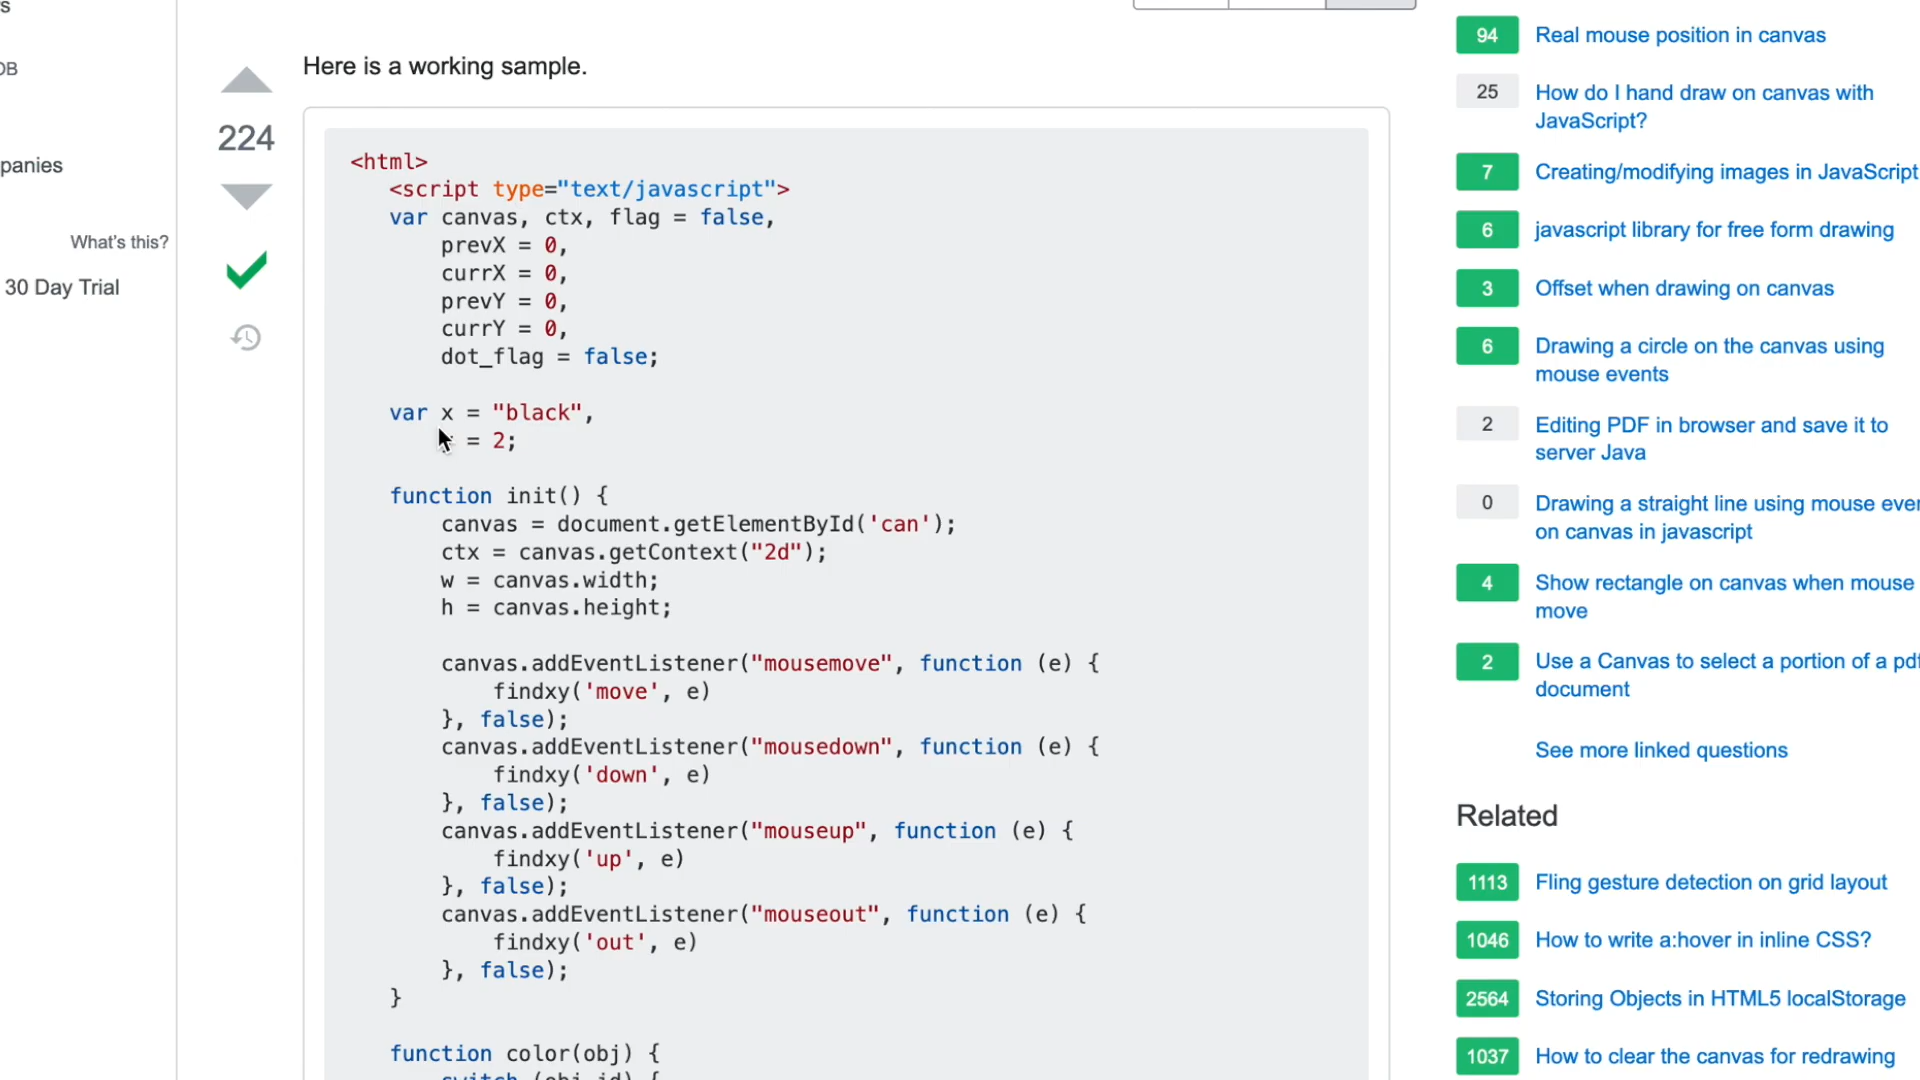 s
OB
panies
What's this?
30 Day Trial
224
Here is a working sample.
<html>
<script type="text/javascript">
var canvas, ctx, flag = false,
prevX = 0,
currX = 0,
prevY = 0,
currY = 0,
dot_flag = false;
var x = "black",
= 2;
function init() {
canvas = document.getElementById('can');
ctx = canvas.getContext("2d");
w = canvas.width;
h = canvas.height;
canvas.addEventListener("mousemove", function (e) {
findxy('move', e)
}, false);
canvas.addEventListener("mousedown", function (e) {
findxy('down', e)
}, false);
canvas.addEventListener("mouseup", function (e) {
findxy('up', e)
}, false);
canvas.addEventListener("mouseout", function (e) {
findxy('out', e)
}, false);
}
function color(obj) {
switch (obj.id) {
94 Real mouse position in canvas
25 How do I hand draw on canvas with
JavaScript?
7 Creating/modifying images in JavaScript
6 javascript library for free form drawing
3 Offset when drawing on canvas
6 Drawing a circle on the canvas using
mouse events
2 Editing PDF in browser and save it to
server Java
0 Drawing a straight line using mouse ever
on canvas in javascript
4 Show rectangle on canvas when mouse
move
2 Use a Canvas to select a portion of a pdf
document
See more linked questions
Related
1113 Fling gesture detection on grid layout
1046 How to write a:hover in inline CSS?
2564 Storing Objects in HTML5 localStorage
1037 How to clear the canvas for redrawing